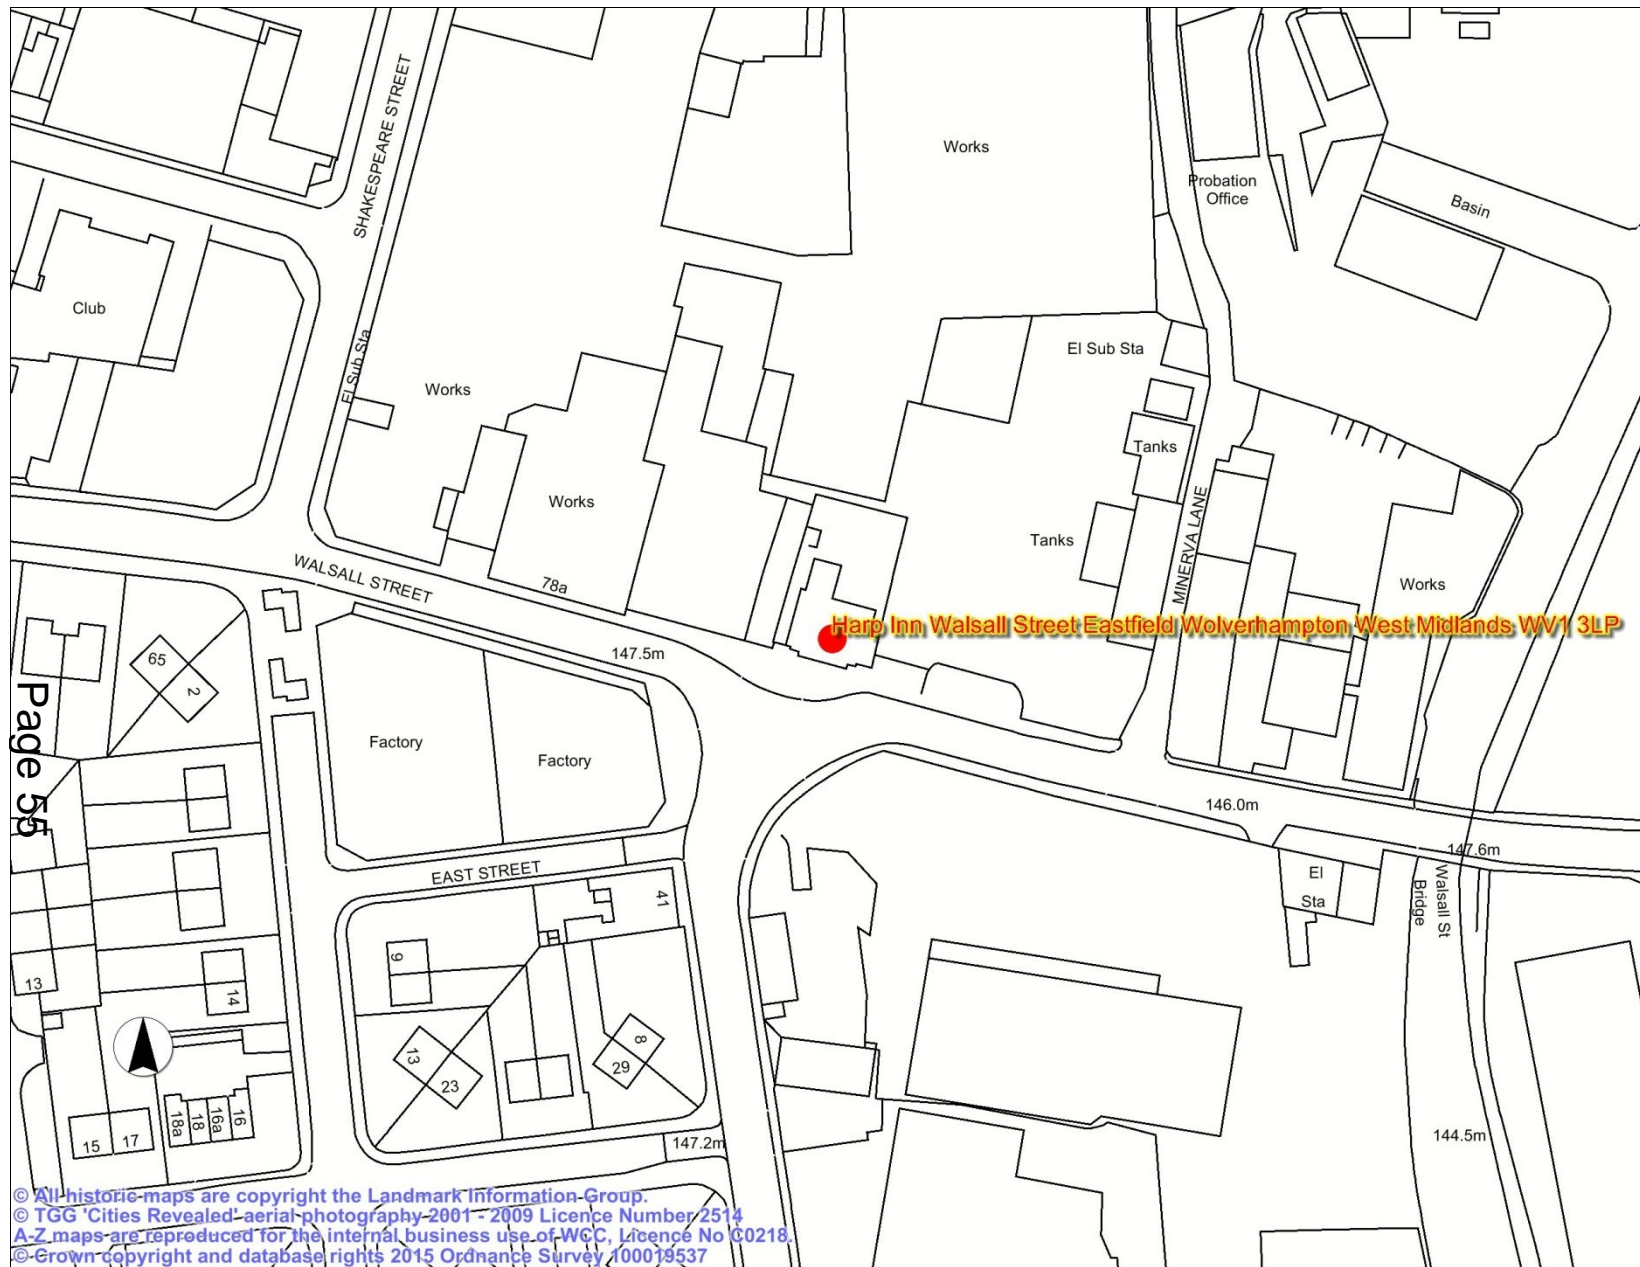 SHAKESPEARE STREET
Works
Probation
Office
Basin
Club
El Sub Sta
El Sub Sta
Works
Tanks
Works
MINERVA LANE
Tanks
Works
WALSALL STREET
78a
Harp Inn Walsall Street Eastfield Wolverhampton West Midlands WV1 3LP
147.5m
65
2
Page 55
Factory
Factory
146.0m
147.6m
EAST STREET
El
Sta
Walsall St
Bridge
41
9
13
14
13
23
8
29
18a
18
16a
16
15
17
147.2m
144.5m
© All historic maps are copyright the Landmark Information Group.
© TGG 'Cities Revealed' aerial photography 2001 - 2009 Licence Number 2514
A-Z maps are reproduced for the internal business use of WCC, Licence No C0218.
© Crown copyright and database rights 2015 Ordnance Survey 100019537